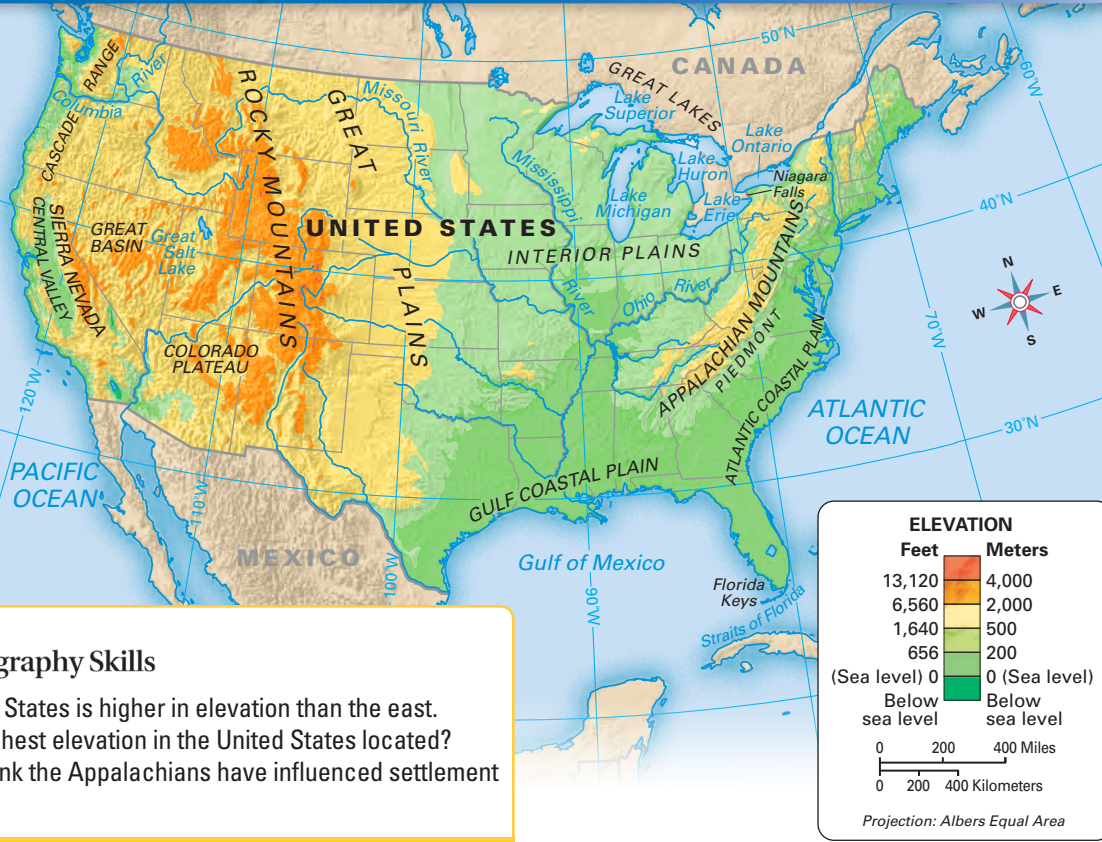 50°N
60°W
CANADA
GREAT LAKES
RANGE
River
Columbia
CASCADE
ROCKY MOUNTAINS
GREAT
PLAINS
Missouri River
Mississippi
River
Lake
Superior
Lake
Ontario
Lake
Huron
Niagara
Falls
Lake
Michigan
Lake
Erie
40°N
UNITED STATES
INTERIOR PLAINS
SIERRA NEVADA
CENTRAL VALLEY
GREAT
BASIN
Great
Salt
Lake
Ohio River
APPALACHIAN MOUNTAINS
PIEDMONT
ATLANTIC COASTAL PLAIN
N
E
W
S
70°W
COLORADO
PLATEAU
120°W
ATLANTIC
OCEAN
30°N
PACIFIC
OCEAN
110°W
GULF COASTAL PLAIN
MEXICO
100°W
Gulf of Mexico
90°W
Florida
Keys
Straits of Florida
ELEVATION
Feet Meters
13,120 4,000
6,560 2,000
1,640 500
656 200
(Sea level) 0 0 (Sea level)
Below Below
sea level sea level
0 200 400 Miles
0 200 400 Kilometers
Projection: Albers Equal Area
graphy Skills
States is higher in elevation than the east.
hest elevation in the United States located?
nk the Appalachians have influenced settlement